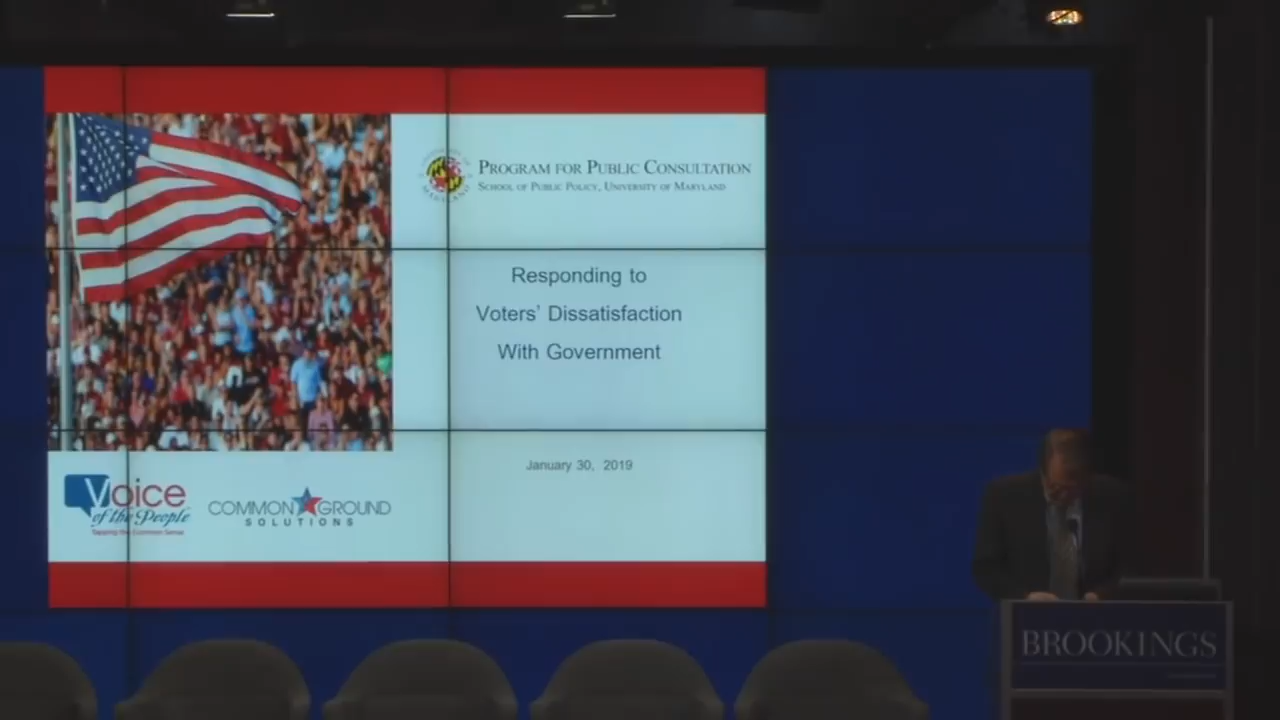 PROGRAM FOR PUBLIC CONSULTATION
SCHOOL OF PUBLIC POLICY, UNIVERSITY OF MARYLAND
Responding to
Voters' Dissatisfaction
With Government
January 30, 2019
Voice
of the People
COMMON GROUND
SOLUTIONS
BROOKINGS